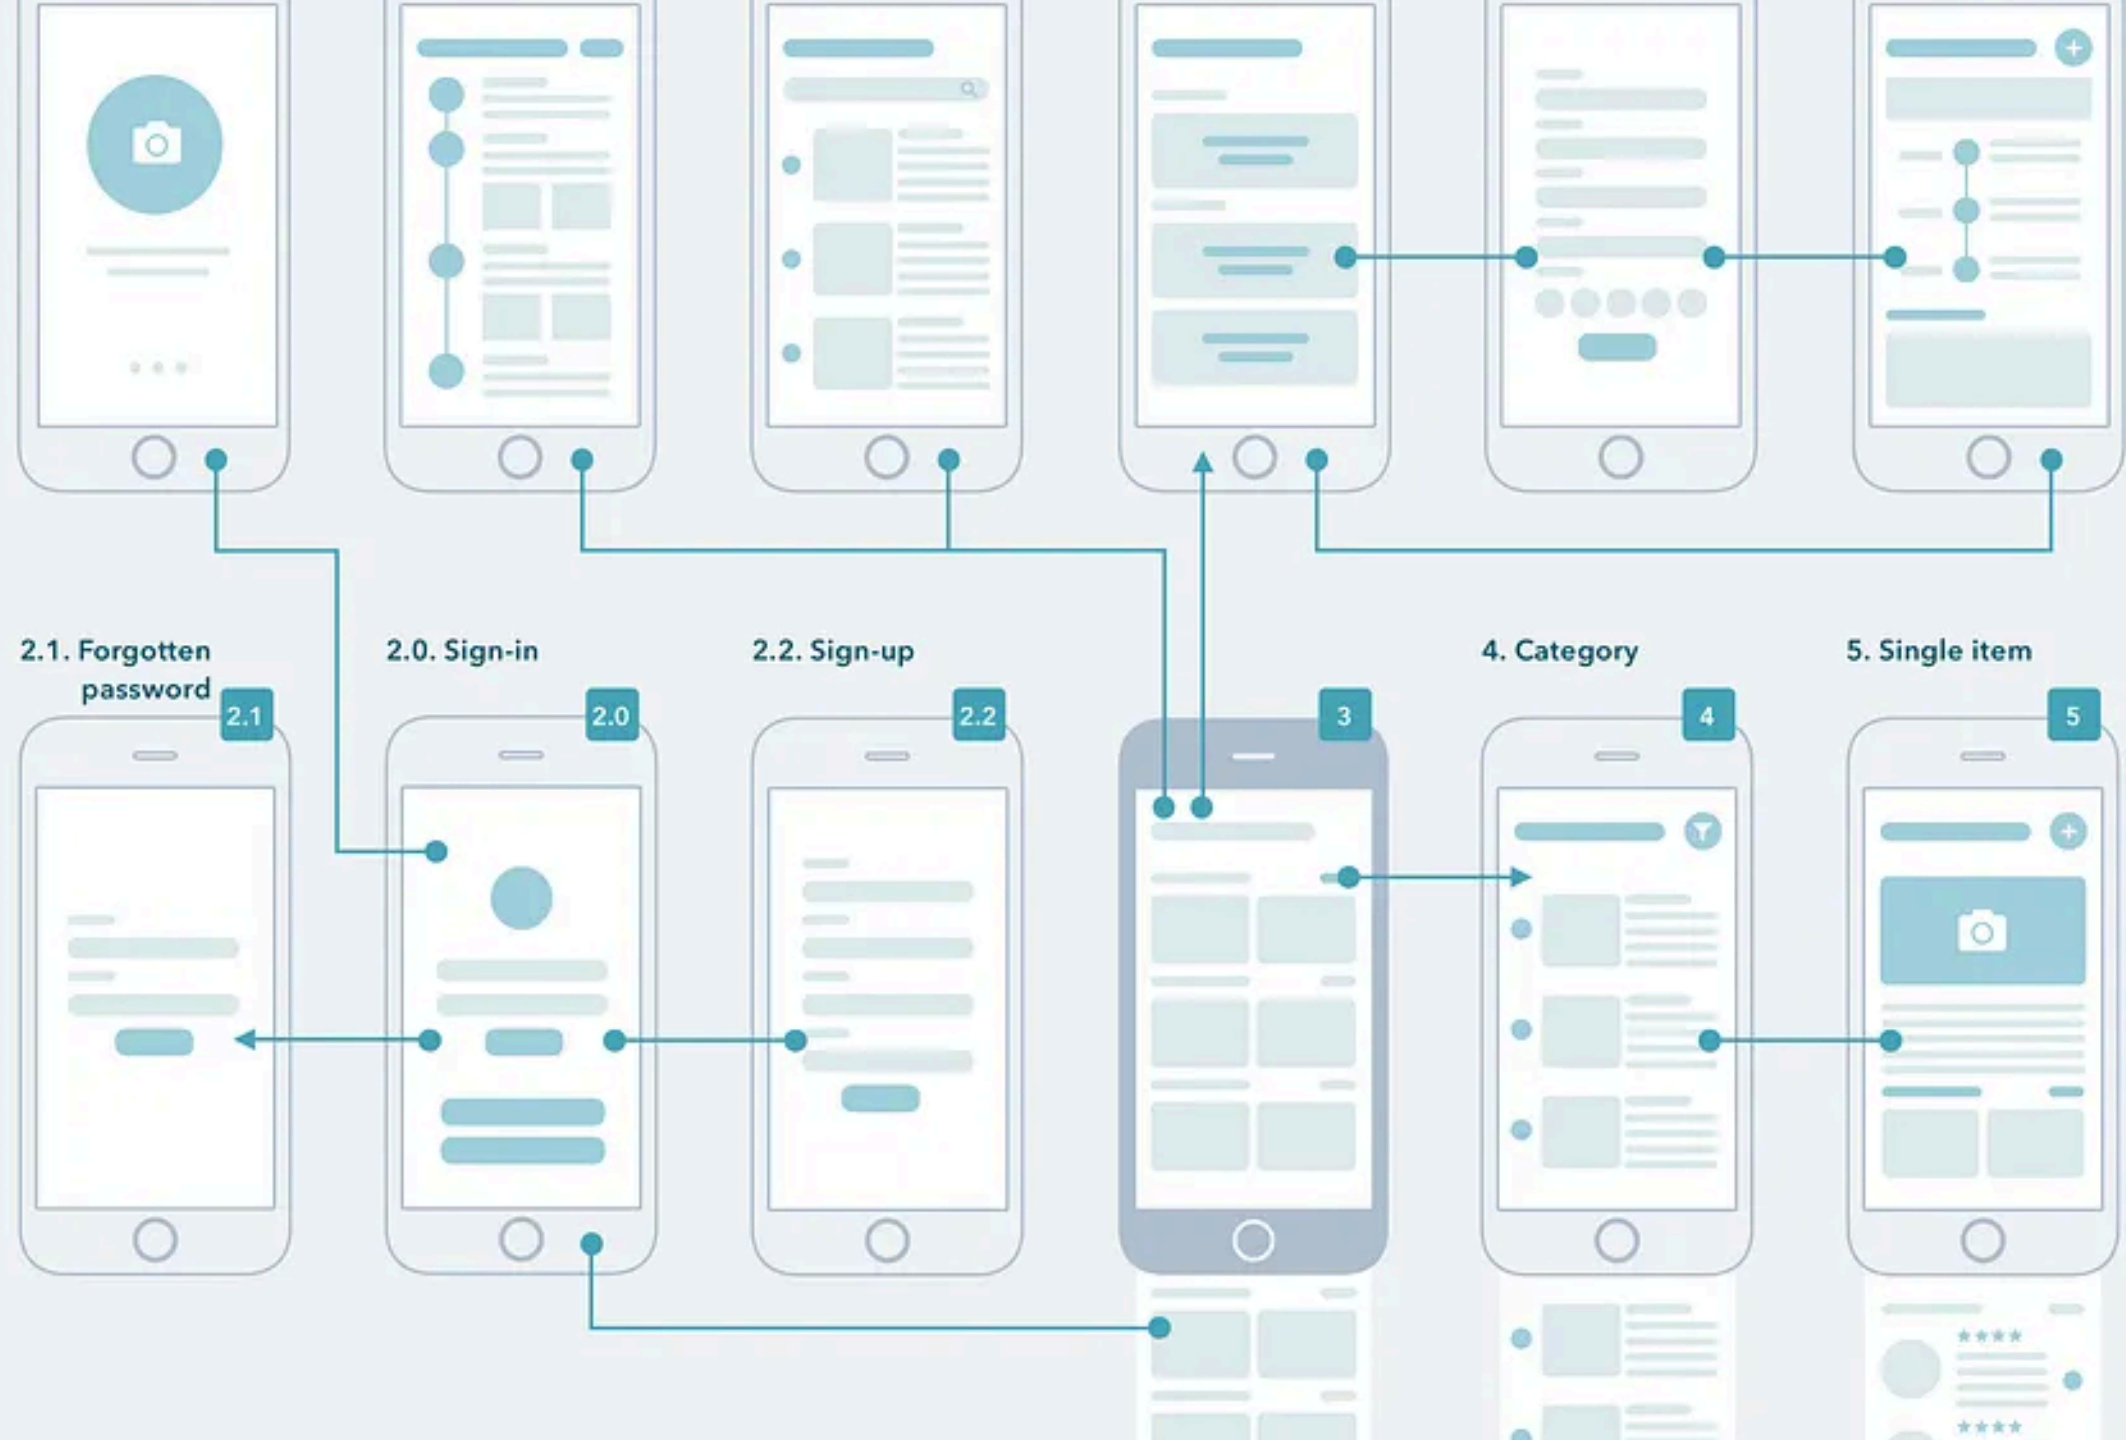 2.1. Forgotten
password
2.0. Sign-in
2.2. Sign-up
4. Category
5. Single item
2.1
2.0
2.2
3
4
5